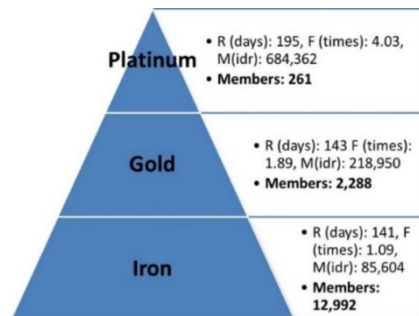 Platinum
• R (days): 195, F (times): 4.03,
M(idr): 684,362
• Members: 261
Gold
• R (days): 143 F (times):
1.89, M(idr): 218,950
• Members: 2,288
Iron
• R (days): 141, F
(times): 1.09,
M(idr): 85,604
• Members:
12,992